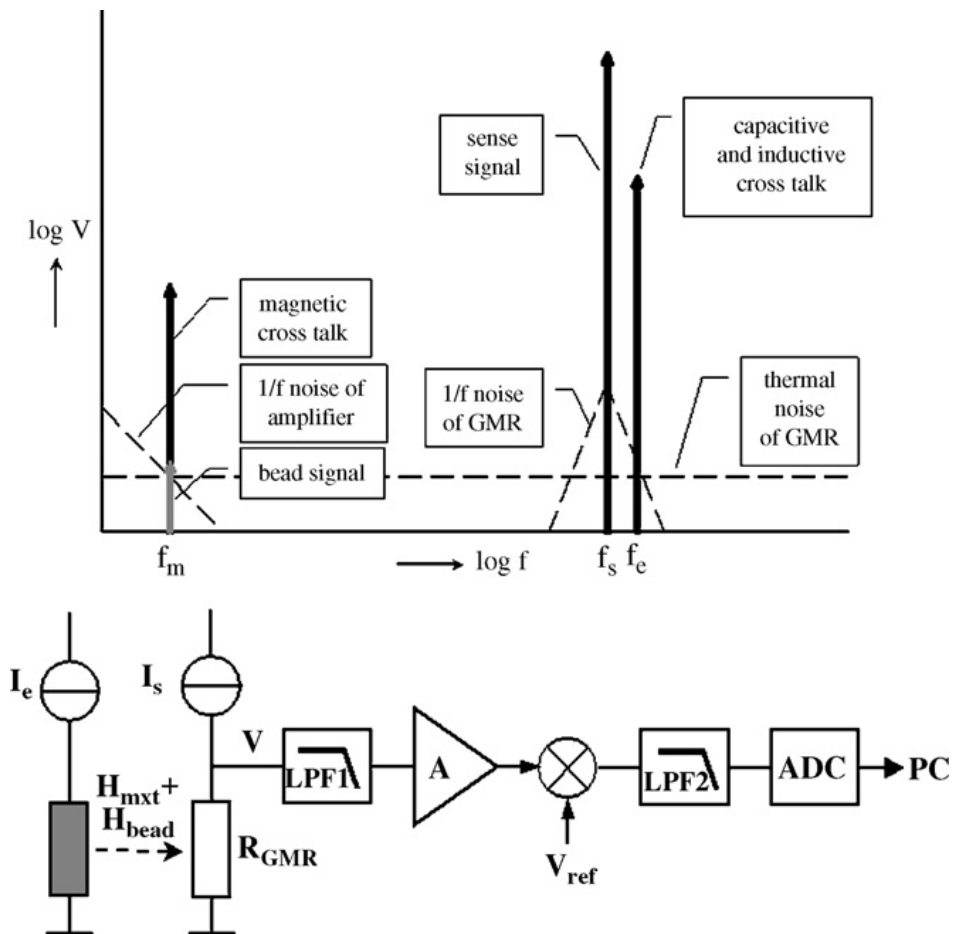 log V
sense
signal
capacitive
and inductive
cross talk
magnetic
cross talk
1/f noise of
amplifier
bead signal
1/f noise
of GMR
thermal
noise
of GMR
f_m
log f
f_s
f_e
I_e
I_s
V
LPF1
A
LPF2
ADC
PC
H_mxt+
H_bead
R_GMR
V_ref